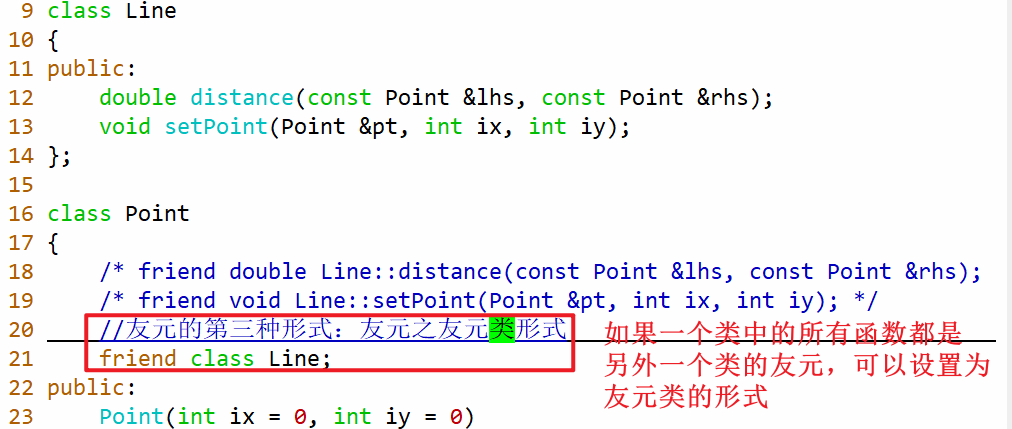 9 class Line
10 {
11 public:
12     double distance(const Point &lhs, const Point &rhs);
13     void setPoint(Point &pt, int ix, int iy);
14 };
15
16 class Point
17 {
18     /* friend double Line::distance(const Point &lhs, const Point &rhs);
19     /* friend void Line::setPoint(Point &pt, int ix, int iy); */
20     //友元的第三种形式：友元之友元类形式
21     friend class Line;
如果一个类中的所有函数都是
另外一个类的友元，可以设置为
友元类的形式
22 public:
23     Point(int ix = 0, int iy = 0)